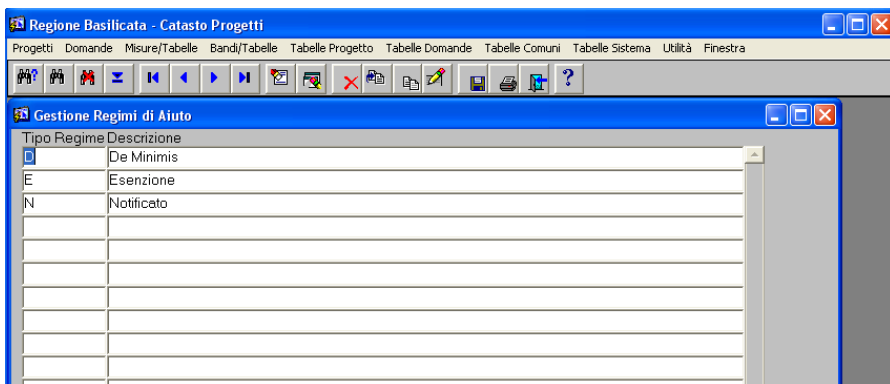 Regione Basilicata - Catasto Progetti
Progetti Domande Misure/Tabelle Bandi/Tabelle Tabelle Progetto Tabelle Domande Tabelle Comuni Tabelle Sistema Utilità Finestra
Gestione Regimi di Aiuto
Tipo Regime Descrizione
D De Minimis
E Esenzione
N Notificato